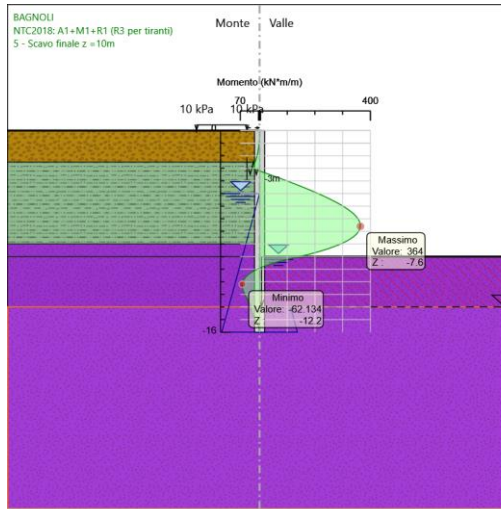 BAGNOLI
NTC2018: A1+M1+R1 (R3 per tiranti)
5 - Scavo finale z =10m
Monte
Valle
Momento (kN*m/m)
70
400
10 kPa
10 kPa
-3m
Massimo
Valore: 364
Z : -7.6
Minimo
Valore: -62.134
Z -12.2
-16